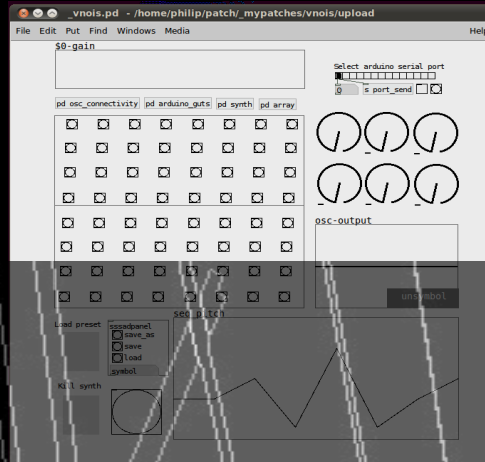 _vnois.pd - /home/philip/patch/_mypatches/vnois/upload
File Edit Put Find Windows Media Help
$0-gain
Select arduino serial port
0 s port_send
pd osc_connectivity pd arduino_guts pd synth pd array
osc-output
unsymbol
seq pitch
Load preset
sssadpanel
save_as
save
load
symbol
Kill synth